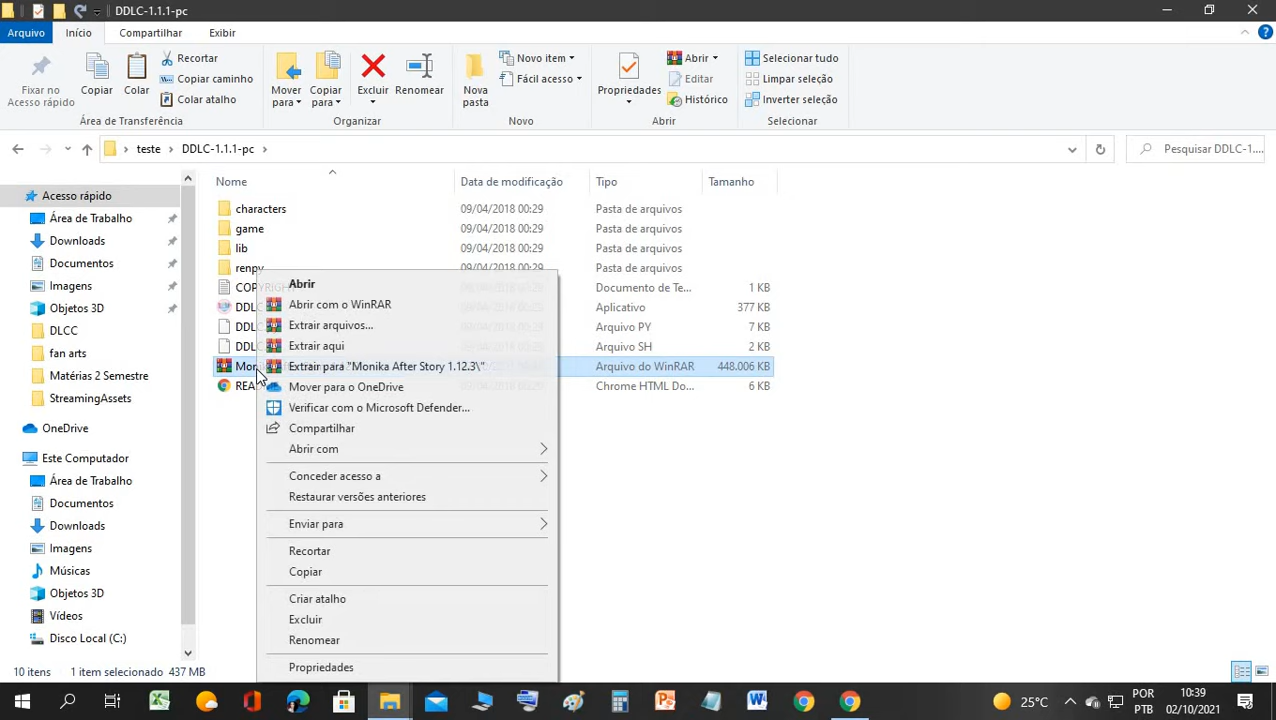 DDLC-1.1.1-pc
Arquivo Início Compartilhar Exibir
Fixar no Acesso rápido
Copiar
Colar
Recortar
Copiar caminho
Colar atalho
Área de Transferência
Mover para
Copiar para
Excluir
Renomear
Organizar
Nova pasta
Novo item
Fácil acesso
Novo
Propriedades
Abrir
Editar
Histórico
Abrir
Selecionar tudo
Limpar seleção
Inverter seleção
Selecionar
teste DDLC-1.1.1-pc
Pesquisar DDLC-1....
Acesso rápido
Área de Trabalho
Downloads
Documentos
Imagens
Objetos 3D
DLCC
fan arts
Matérias 2 Semestre
StreamingAssets
OneDrive
Este Computador
Área de Trabalho
Documentos
Downloads
Imagens
Músicas
Objetos 3D
Vídeos
Disco Local (C:)
Nome Data de modificação Tipo Tamanho
characters 09/04/2018 00:29 Pasta de arquivos
game 09/04/2018 00:29 Pasta de arquivos
lib 09/04/2018 00:29 Pasta de arquivos
renpy 09/04/2018 00:29 Pasta de arquivos
Documento de Te... 1 KB
DDLC Aplicativo 377 KB
DDLC Arquivo PY 7 KB
DDLC Arquivo SH 2 KB
Arquivo do WinRAR 448.006 KB
Chrome HTML Do... 6 KB
Abrir
Abrir com o WinRAR
Extrair arquivos...
Extrair aqui
Extrair para "Monika After Story 1.12.3\"
Mover para o OneDrive
Verificar com o Microsoft Defender...
Compartilhar
Abrir com
Conceder acesso a
Restaurar versões anteriores
Enviar para
Recortar
Copiar
Criar atalho
Excluir
Renomear
Propriedades
10 itens 1 item selecionado 437 MB
25°C
POR
PTB
10:39
02/10/2021